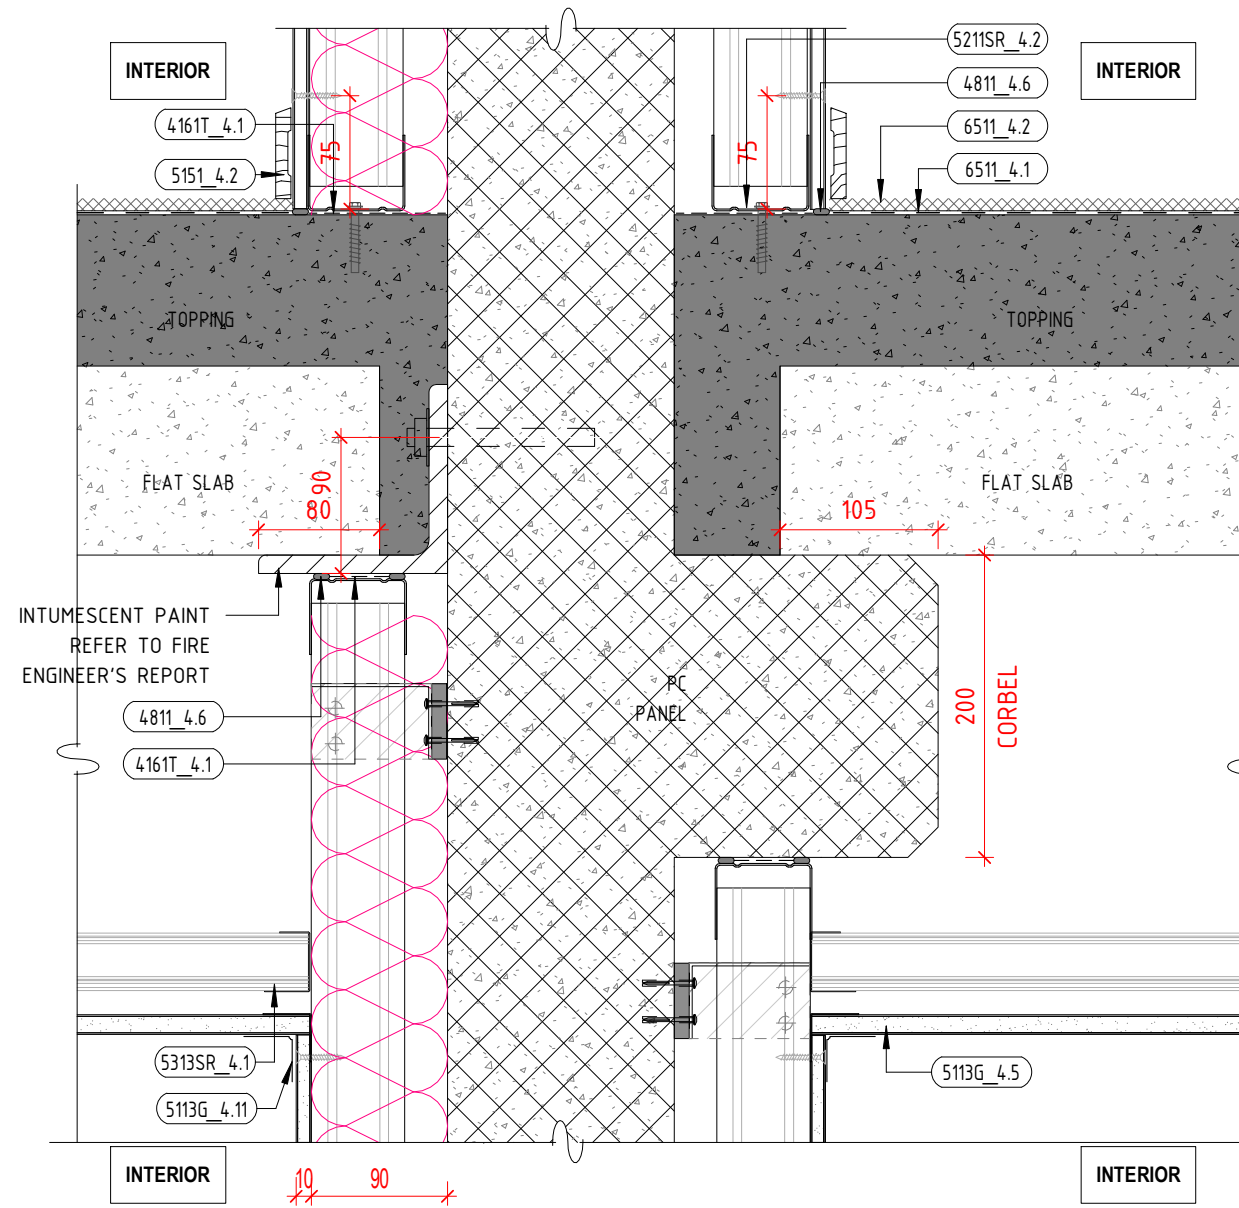 INTERIOR
5211SR_4.2
INTERIOR
4811_4.6
4161T_4.1
6511_4.2
75
75
5151_4.2
6511_4.1
TOPPING
TOPPING
FLAT SLAB
90
FLAT SLAB
80
105
INTUMESCENT PAINT
REFER TO FIRE
ENGINEER'S REPORT
PC
PANEL
200
CORBEL
4811_4.6
4161T_4.1
5313SR_4.1
5113G_4.5
5113G_4.11
INTERIOR
10
90
INTERIOR